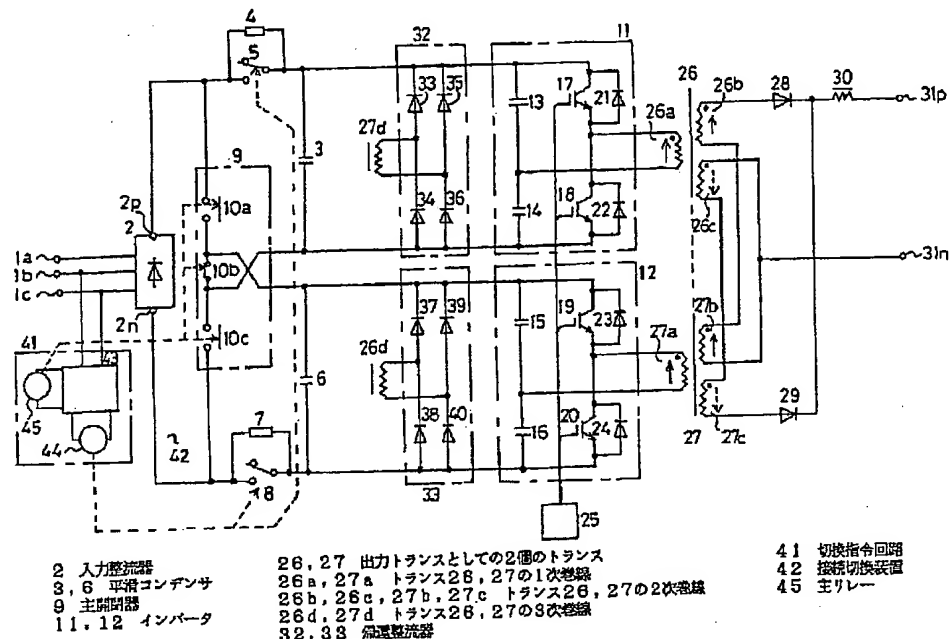 4
5
32
33
35
11
17
21
13
26a
26
26b
28
30
31p
27d
3
9
2p
2
10a
34
36
14
18
22
26c
1a
1b
1c
10b
31n
12
37
39
15
19
23
27a
27b
2n
10c
41
43
26d
6
7
38
40
16
20
24
29
45
44
42
8
33
25
27
27c
2 入力整流器
3,6 平滑コンデンサ
9 主開閉器
11,12 インバータ
26,27 出力トランスとしての2個のトランス
26a,27a トランス26,27の1次巻線
26b,26c,27b,27c トランス26,27の2次巻線
26d,27d トランス26,27の3次巻線
32,33 帰還整流器
41 切換指令回路
42 接続切換装置
45 主リレー